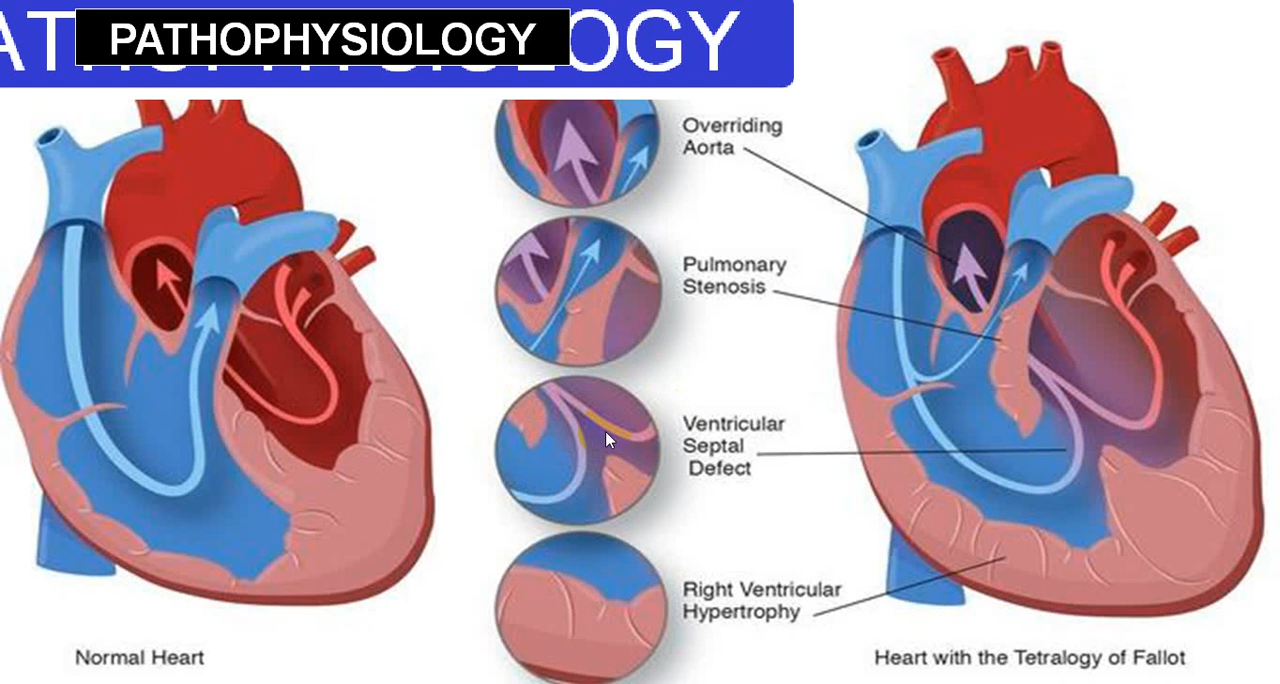 PATHOPHYSIOLOGY
OGY
Overriding
Aorta
Pulmonary
Stenosis
Ventricular
Septal
Defect
Right Ventricular
Hypertrophy
Normal Heart
Heart with the Tetralogy of Fallot